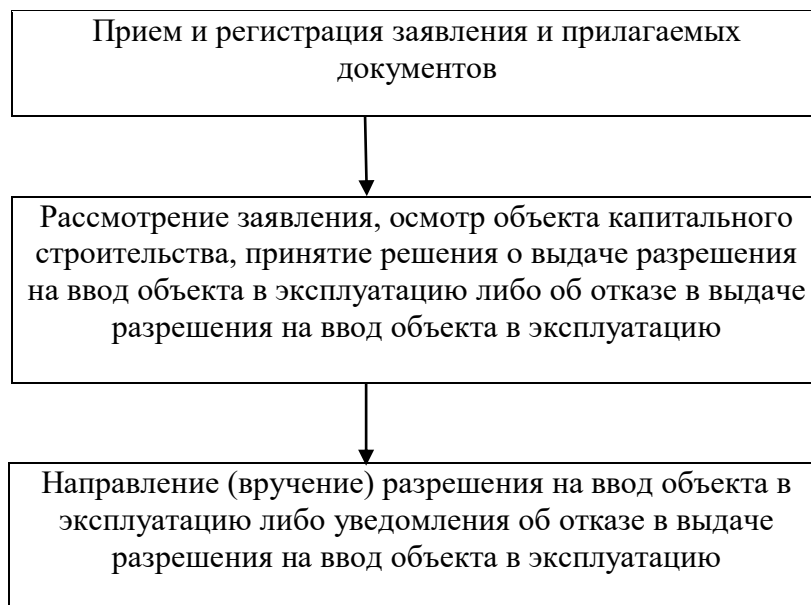 Прием и регистрация заявления и прилагаемых
документов
Рассмотрение заявления, осмотр объекта капитального
строительства, принятие решения о выдаче разрешения
на ввод объекта в эксплуатацию либо об отказе в выдаче
разрешения на ввод объекта в эксплуатацию
Направление (вручение) разрешения на ввод объекта в
эксплуатацию либо уведомления об отказе в выдаче
разрешения на ввод объекта в эксплуатацию